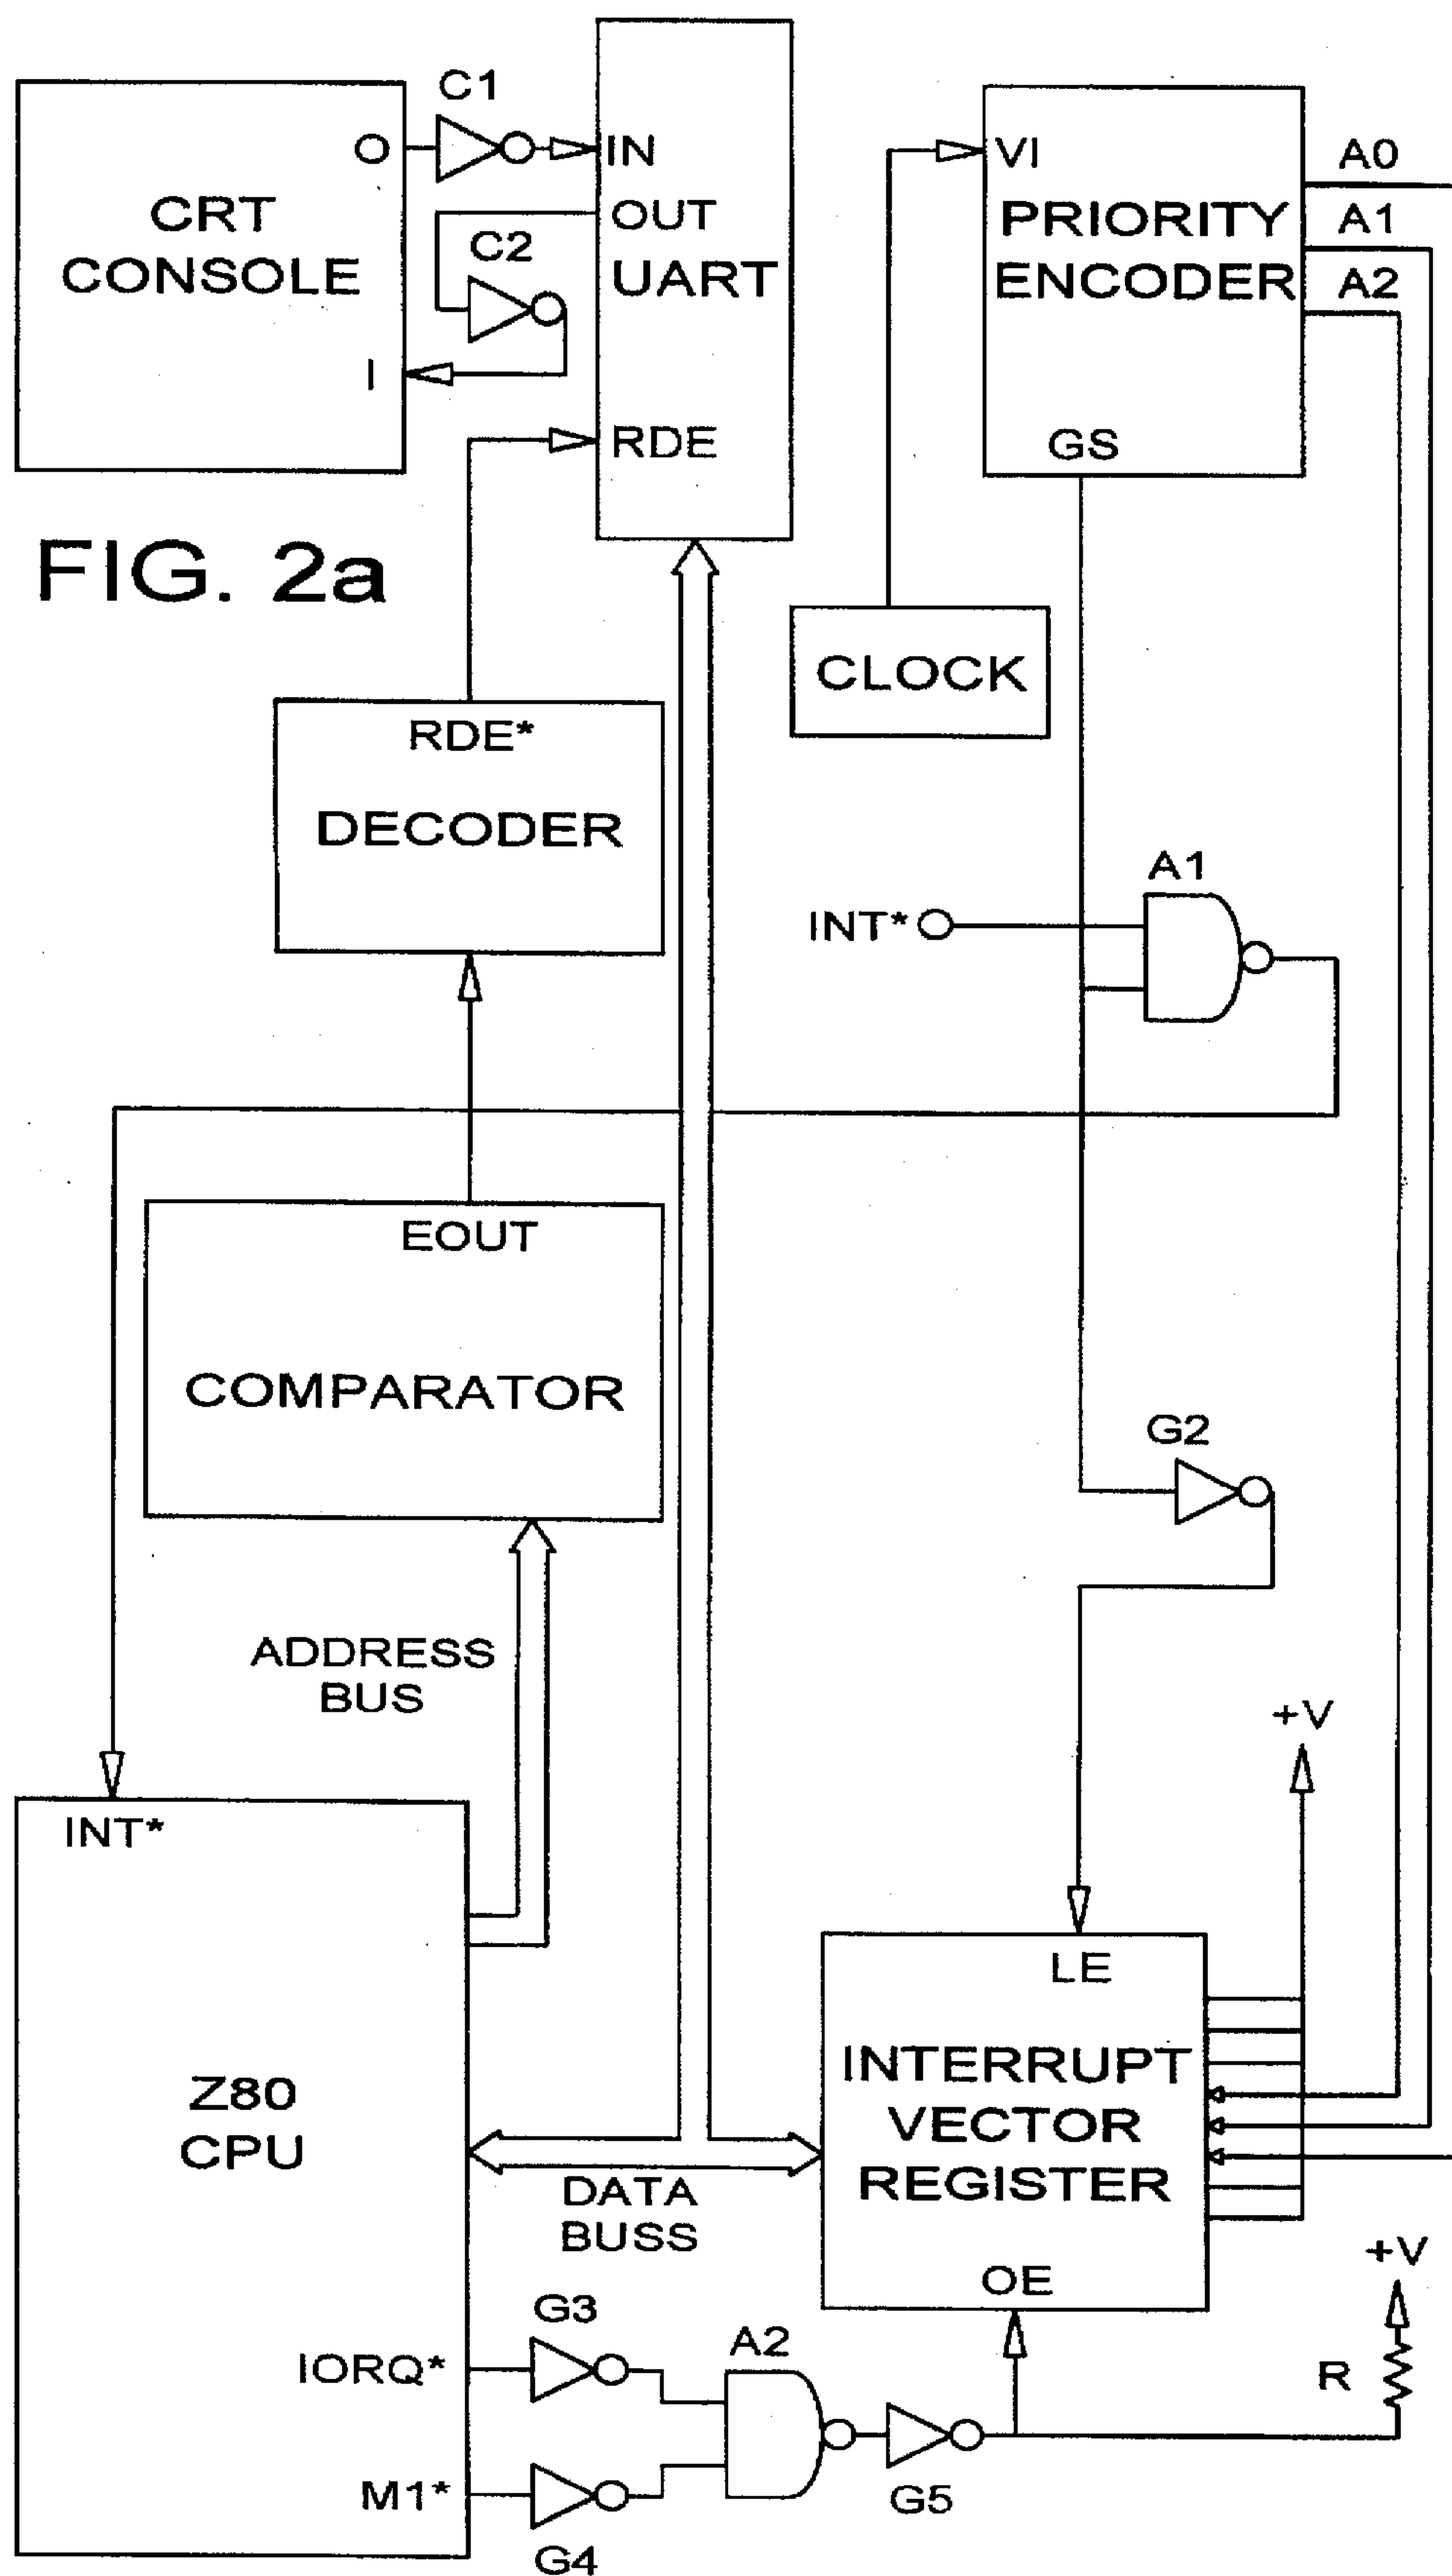 C1
O
IN
CRT
CONSOLE
OUT
C2
UART
I
RDE
VI
PRIORITY
ENCODER
A0
A1
A2
GS
FIG. 2a
CLOCK
RDE*
DECODER
A1
INT*
EOUT
COMPARATOR
G2
ADDRESS
BUS
+V
INT*
LE
INTERRUPT
VECTOR
REGISTER
Z80
CPU
DATA
BUSS
OE
+V
G3
A2
IORQ*
R
M1*
G5
G4